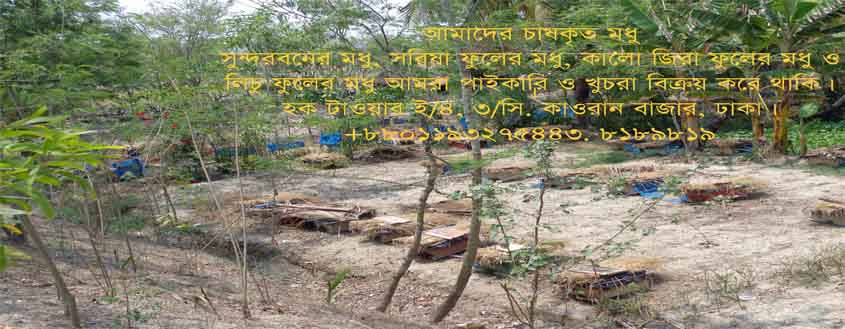 আমাদের চাষকৃত মধু
সুন্দরবনের মধু, সরিষা ফুলের মধু, কালো জিরা ফুলের মধু ও
লিচু ফুলের মধু আমরা পাইকারি ও খুচরা বিক্রয় করে থাকি।
হক টাওয়ার ই/৪, ৩/সি. কাওরান বাজার, ঢাকা।
+৮৮০১৯৯৩২৭৫৪৪৩. ৮১৮৯৮১৯